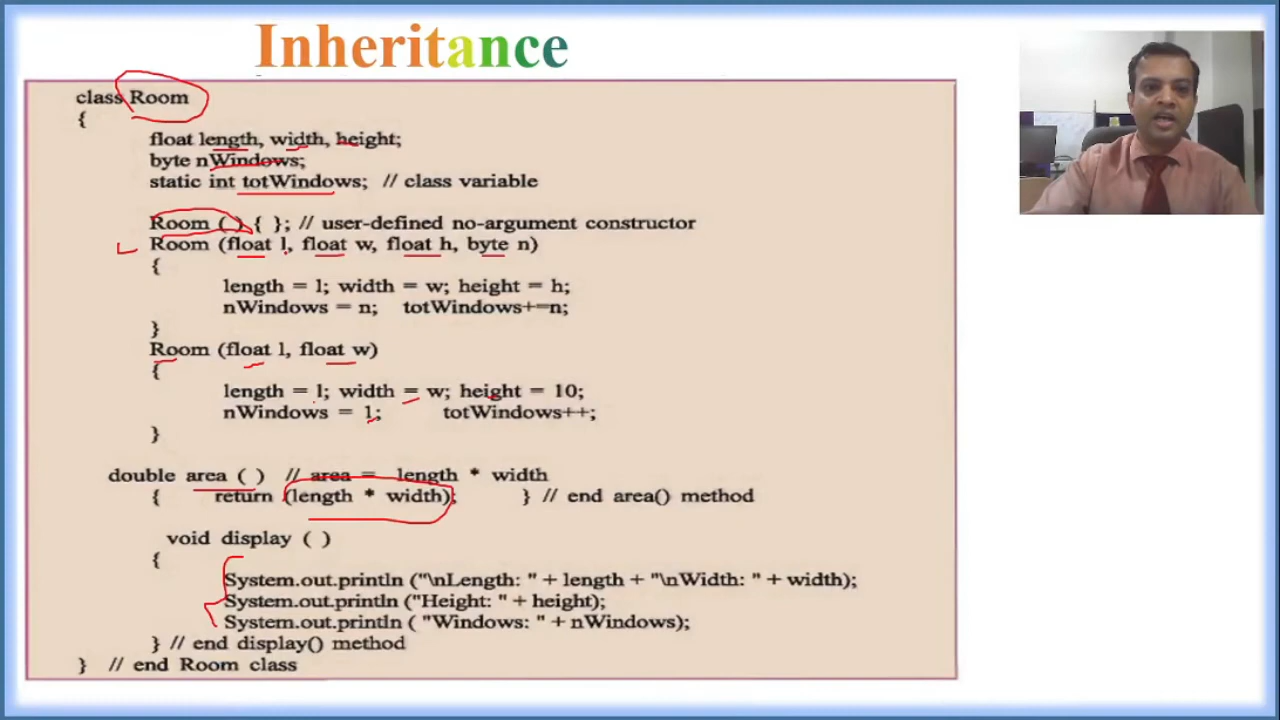 Inheritance
class Room
{
float length, width, height;
byte nWindows;
static int totWindows; // class variable
Room ( ) { }; // user-defined no-argument constructor
Room (float l, float w, float h, byte n)
{
length = l; width = w; height = h;
nWindows = n; totWindows+=n;
}
Room (float l, float w)
{
length = l; width = w; height = 10;
nWindows = 1; totWindows++;
}
double area ( ) // area = length * width
{ return (length * width); } // end area() method
void display ( )
{
System.out.println ("\nLength: " + length + "\nWidth: " + width);
System.out.println ("Height: " + height);
System.out.println ( "Windows: " + nWindows);
} // end display() method
} // end Room class